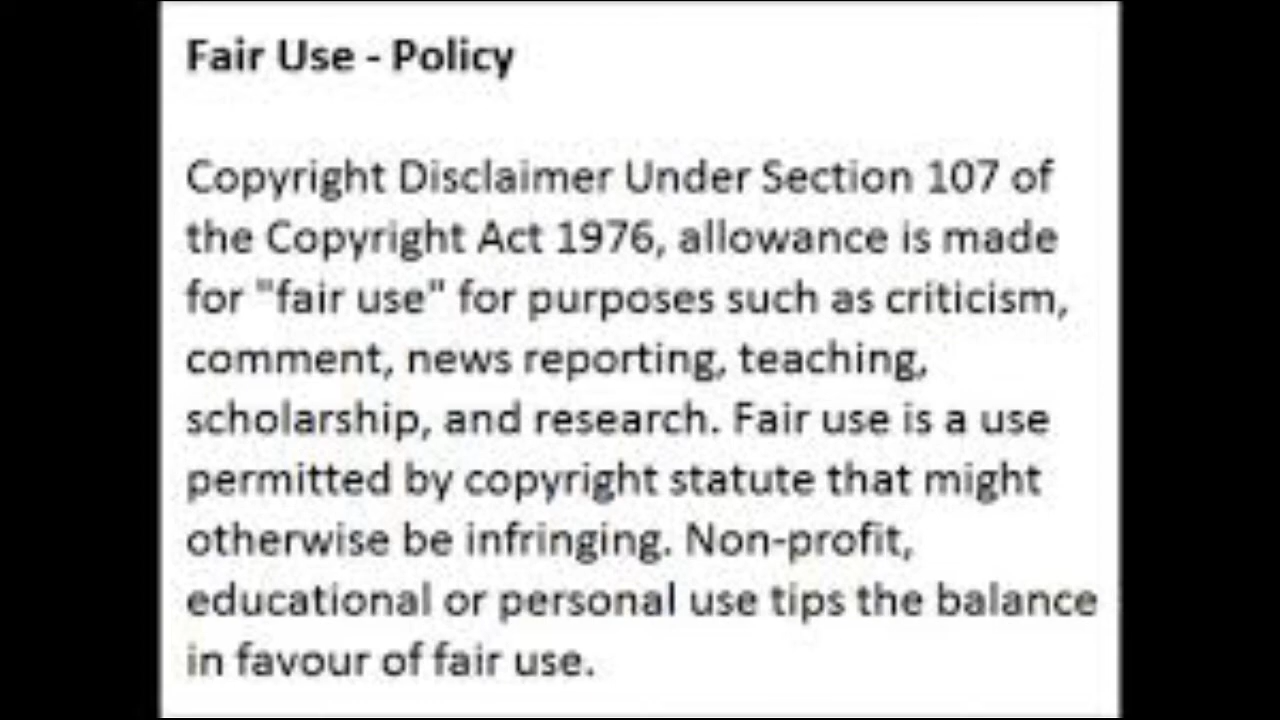 Fair Use - Policy
Copyright Disclaimer Under Section 107 of
the Copyright Act 1976, allowance is made
for "fair use" for purposes such as criticism,
comment, news reporting, teaching,
scholarship, and research. Fair use is a use
permitted by copyright statute that might
otherwise be infringing. Non-profit,
educational or personal use tips the balance
in favour of fair use.